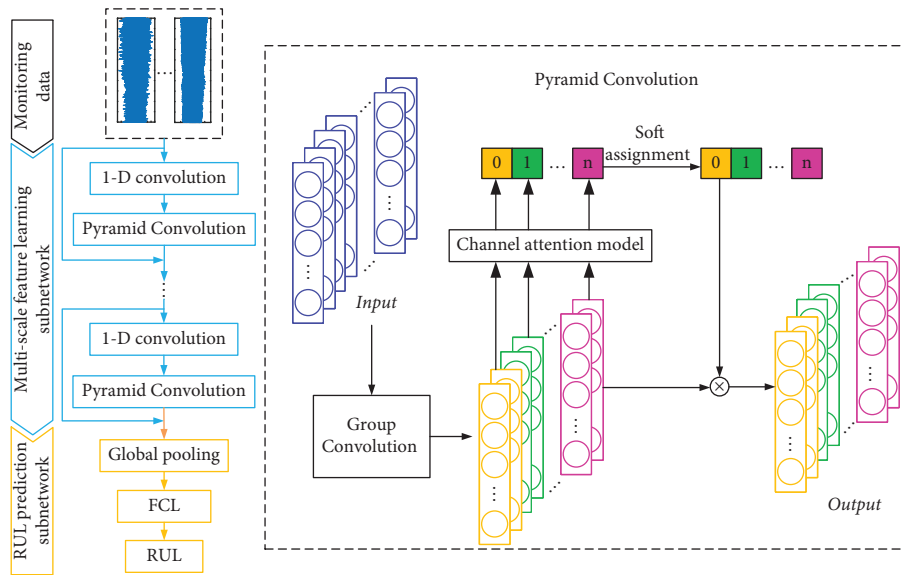 Monitoring
data
Multi-scale feature learning
subnetwork
RUL prediction
subnetwork
...
1-D convolution
Pyramid Convolution
...
1-D convolution
Pyramid Convolution
Global pooling
FCL
RUL
Pyramid Convolution
Input
Group
Convolution
Channel attention model
0 1 ... n
Soft
assignment
0 1 ... n
Output